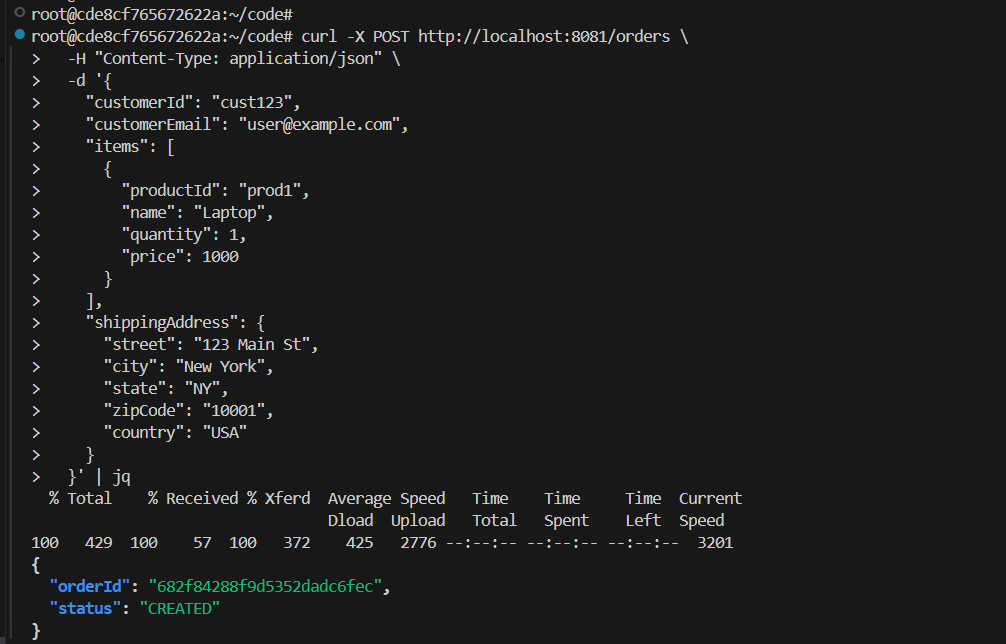 root@cde8cf765672622a:~/code#
root@cde8cf765672622a:~/code# curl -X POST http://localhost:8081/orders \
>   -H "Content-Type: application/json" \
>   -d '{
>     "customerId": "cust123",
>     "customerEmail": "user@example.com",
>     "items": [
>       {
>         "productId": "prod1",
>         "name": "Laptop",
>         "quantity": 1,
>         "price": 1000
>       }
>     ],
>     "shippingAddress": {
>       "street": "123 Main St",
>       "city": "New York",
>       "state": "NY",
>       "zipCode": "10001",
>       "country": "USA"
>     }
>   }' | jq
  % Total    % Received % Xferd  Average Speed   Time    Time     Time  Current
                                 Dload  Upload   Total   Spent    Left  Speed
100   429  100    57  100   372    425   2776 --:--:-- --:--:-- --:--:--  3201
{
  "orderId": "682f84288f9d5352dadc6fec",
  "status": "CREATED"
}